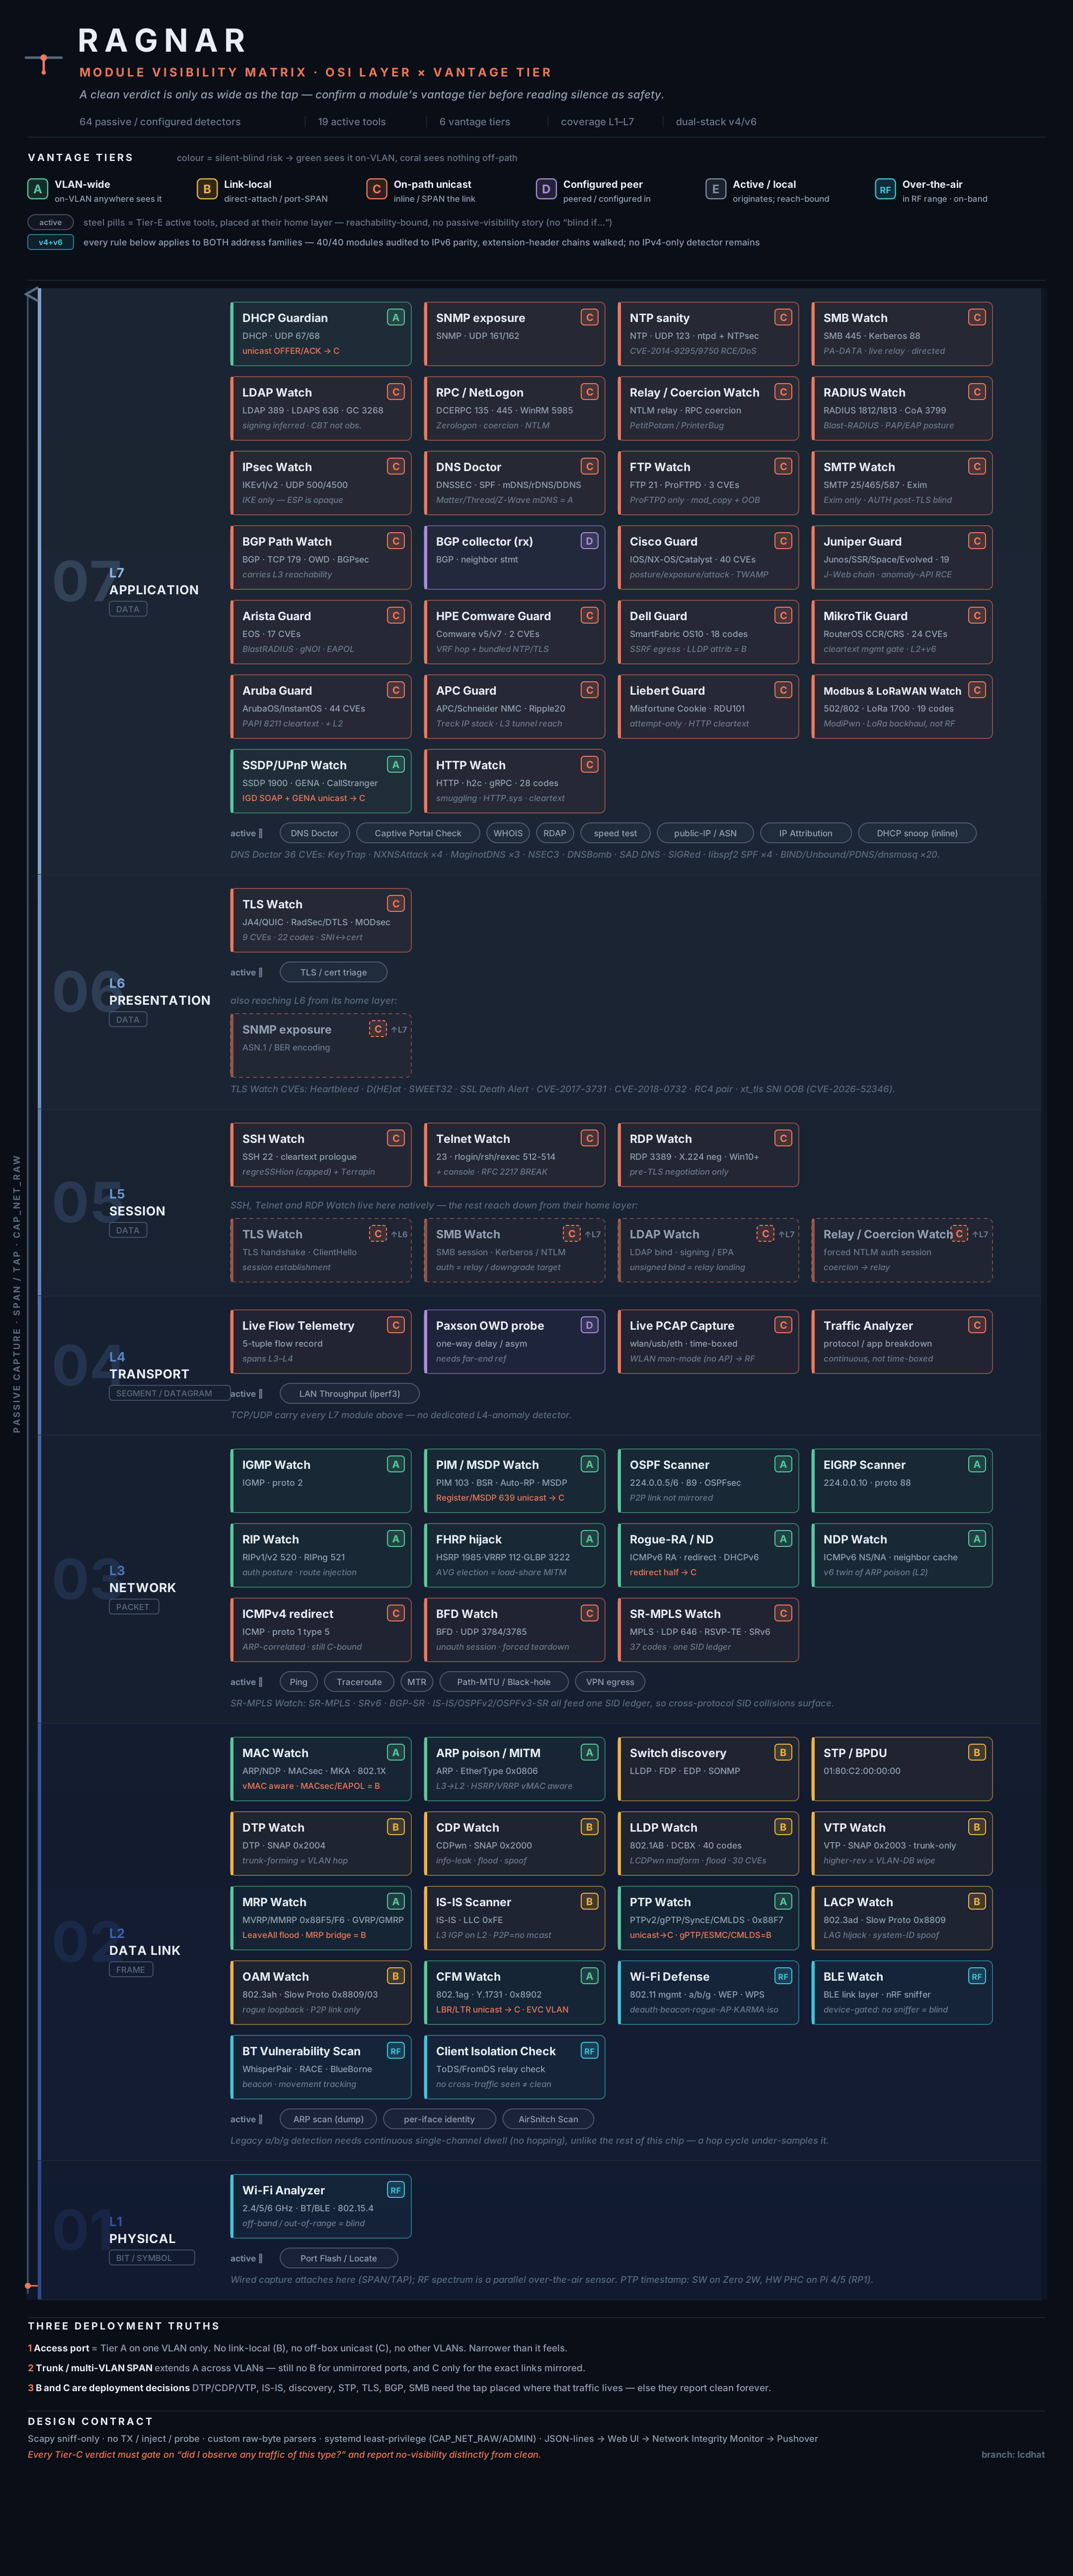 RAGNAR
MODULE VISIBILITY MATRIX · OSI LAYER × VANTAGE TIER
A clean verdict is only as wide as the tap — confirm a module's vantage tier before reading silence as safety.
64 passive / configured detectors 19 active tools 6 vantage tiers coverage L1–L7 dual-stack v4/v6
VANTAGE TIERS colour = silent-blind risk → green sees it on-VLAN, coral sees nothing off-path
A VLAN-wide B Link-local C On-path unicast D Configured peer E Active / local RF Over-the-air
on-VLAN anywhere sees it direct-attach / port-SPAN inline / SPAN the link peered / configured in originates; reach-bound in RF range · on-band
active steel pills = Tier-E active tools, placed at their home layer — reachability-bound, no passive-visibility story (no "blind if…")
v4+v6 every rule below applies to BOTH address families — 40/40 modules audited to IPv6 parity, extension-header chains walked; no IPv4-only detector remains
PASSIVE CAPTURE · SPAN / TAP · CAP_NET_RAW
07
L7
APPLICATION
DATA
DHCP Guardian A
DHCP · UDP 67/68
unicast OFFER/ACK → C
SNMP exposure C
SNMP · UDP 161/162
NTP sanity C
NTP · UDP 123 · ntpd + NTPsec
CVE-2014-9295/9750 RCE/DoS
SMB Watch C
SMB 445 · Kerberos 88
PA-DATA · live relay · directed
LDAP Watch C
LDAP 389 · LDAPS 636 · GC 3268
signing inferred · CBT not obs.
RPC / NetLogon C
DCERPC 135 · 445 · WinRM 5985
Zerologon · coercion · NTLM
Relay / Coercion Watch C
NTLM relay · RPC coercion
PetitPotam / PrinterBug
RADIUS Watch C
RADIUS 1812/1813 · CoA 3799
Blast-RADIUS · PAP/EAP posture
IPsec Watch C
IKEv1/v2 · UDP 500/4500
IKE only — ESP is opaque
DNS Doctor C
DNSSEC · SPF · mDNS/rDNS/DDNS
Matter/Thread/Z-Wave mDNS = A
FTP Watch C
FTP 21 · ProFTPD · 3 CVEs
ProFTPD only · mod_copy + OOB
SMTP Watch C
SMTP 25/465/587 · Exim
Exim only · AUTH post-TLS blind
BGP Path Watch C
BGP · TCP 179 · OWD · BGPsec
carries L3 reachability
BGP collector (rx) D
BGP · neighbor stmt
Cisco Guard C
IOS/NX-OS/Catalyst · 40 CVEs
posture/exposure/attack · TWAMP
Juniper Guard C
Junos/SSR/Space/Evolved · 19
J-Web chain · anomaly-API RCE
Arista Guard C
EOS · 17 CVEs
BlastRADIUS · gNOI · EAPOL
HPE Comware Guard C
Comware v5/v7 · 2 CVEs
VRF hop + bundled NTP/TLS
Dell Guard C
SmartFabric OS10 · 18 codes
SSRF egress · LLDP attrib = B
MikroTik Guard C
RouterOS CCR/CRS · 24 CVEs
cleartext mgmt gate · L2+v6
Aruba Guard C
ArubaOS/InstantOS · 44 CVEs
PAPI 8211 cleartext · + L2
APC Guard C
APC/Schneider NMC · Ripple20
Treck IP stack · L3 tunnel reach
Liebert Guard C
Misfortune Cookie · RDU101
attempt-only · HTTP cleartext
Modbus & LoRaWAN Watch C
502/802 · LoRa 1700 · 19 codes
ModiPwn · LoRa backhaul, not RF
SSDP/UPnP Watch A
SSDP 1900 · GENA · CallStranger
IGD SOAP + GENA unicast → C
HTTP Watch C
HTTP · h2c · gRPC · 28 codes
smuggling · HTTP.sys · cleartext
active DNS Doctor Captive Portal Check WHOIS RDAP speed test public-IP / ASN IP Attribution DHCP snoop (inline)
DNS Doctor 36 CVEs: KeyTrap · NXNSAttack ×4 · MaginotDNS ×3 · NSEC3 · DNSBomb · SAD DNS · SIGRed · libspf2 SPF ×4 · BIND/Unbound/PDNS/dnsmasq ×20.
06
L6
PRESENTATION
DATA
TLS Watch C
JA4/QUIC · RadSec/DTLS · MODsec
9 CVEs · 22 codes · SNI↔cert
active TLS / cert triage
also reaching L6 from its home layer:
SNMP exposure C ↑L7
ASN.1 / BER encoding
TLS Watch CVEs: Heartbleed · D(HE)at · SWEET32 · SSL Death Alert · CVE-2017-3731 · CVE-2018-0732 · RC4 pair · xt_tls SNI OOB (CVE-2026-52346).
05
L5
SESSION
DATA
SSH Watch C
SSH 22 · cleartext prologue
regreSSHion (capped) + Terrapin
Telnet Watch C
23 · rlogin/rsh/rexec 512-514
+ console · RFC 2217 BREAK
RDP Watch C
RDP 3389 · X.224 neg · Win10+
pre-TLS negotiation only
SSH, Telnet and RDP Watch live here natively — the rest reach down from their home layer:
TLS Watch C ↑L6
TLS handshake · ClientHello
session establishment
SMB Watch C ↑L7
SMB session · Kerberos / NTLM
auth = relay / downgrade target
LDAP Watch C ↑L7
LDAP bind · signing / EPA
unsigned bind = relay landing
Relay / Coercion Watch C ↑L7
forced NTLM auth session
coercion → relay
04
L4
TRANSPORT
SEGMENT / DATAGRAM
Live Flow Telemetry C
5-tuple flow record
spans L3–L4
Paxson OWD probe D
one-way delay / asym
needs far-end ref
Live PCAP Capture C
wlan/usb/eth · time-boxed
WLAN mon-mode (no AP) → RF
Traffic Analyzer C
protocol / app breakdown
continuous, not time-boxed
active LAN Throughput (iperf3)
TCP/UDP carry every L7 module above — no dedicated L4-anomaly detector.
03
L3
NETWORK
PACKET
IGMP Watch A
IGMP · proto 2
PIM / MSDP Watch A
PIM 103 · BSR · Auto-RP · MSDP
Register/MSDP 639 unicast → C
OSPF Scanner A
224.0.0.5/6 · 89 · OSPFsec
P2P link not mirrored
EIGRP Scanner A
224.0.0.10 · proto 88
RIP Watch A
RIPv1/v2 520 · RIPng 521
auth posture · route injection
FHRP hijack A
HSRP 1985·VRRP 112·GLBP 3222
AVG election = load-share MITM
Rogue-RA / ND A
ICMPv6 RA · redirect · DHCPv6
redirect half → C
NDP Watch A
ICMPv6 NS/NA · neighbor cache
v6 twin of ARP poison (L2)
ICMPv4 redirect C
ICMP · proto 1 type 5
ARP-correlated · still C-bound
BFD Watch C
BFD · UDP 3784/3785
unauth session · forced teardown
SR-MPLS Watch C
MPLS · LDP 646 · RSVP-TE · SRv6
37 codes · one SID ledger
active Ping Traceroute MTR Path-MTU / Black-hole VPN egress
SR-MPLS Watch: SR-MPLS · SRv6 · BGP-SR · IS-IS/OSPFv2/OSPFv3-SR all feed one SID ledger, so cross-protocol SID collisions surface.
02
L2
DATA LINK
FRAME
MAC Watch A
ARP/NDP · MACsec · MKA · 802.1X
vMAC aware · MACsec/EAPOL = B
ARP poison / MITM A
ARP · EtherType 0x0806
L3→L2 · HSRP/VRRP vMAC aware
Switch discovery B
LLDP · FDP · EDP · SONMP
STP / BPDU B
01:80:C2:00:00:00
DTP Watch B
DTP · SNAP 0x2004
trunk-forming = VLAN hop
CDP Watch B
CDPwn · SNAP 0x2000
info-leak · flood · spoof
LLDP Watch B
802.1AB · DCBX · 40 codes
LCDPwn malform · flood · 30 CVEs
VTP Watch B
VTP · SNAP 0x2003 · trunk-only
higher-rev = VLAN-DB wipe
MRP Watch A
MVRP/MMRP 0x88F5/F6 · GVRP/GMRP
LeaveAll flood · MRP bridge = B
IS-IS Scanner B
IS-IS · LLC 0xFE
L3 IGP on L2 · P2P=no mcast
PTP Watch A
PTPv2/gPTP/SyncE/CMLDS · 0x88F7
unicast→C · gPTP/ESMC/CMLDS=B
LACP Watch B
802.3ad · Slow Proto 0x8809
LAG hijack · system-ID spoof
OAM Watch B
802.3ah · Slow Proto 0x8809/03
rogue loopback · P2P link only
CFM Watch A
802.1ag · Y.1731 · 0x8902
LBR/LTR unicast → C · EVC VLAN
Wi-Fi Defense RF
802.11 mgmt · a/b/g · WEP · WPS
deauth·beacon·rogue-AP·KARMA·iso
BLE Watch RF
BLE link layer · nRF sniffer
device-gated: no sniffer = blind
BT Vulnerability Scan RF
WhisperPair · RACE · BlueBorne
beacon · movement tracking
Client Isolation Check RF
ToDS/FromDS relay check
no cross-traffic seen ≠ clean
active ARP scan (dump) per-iface identity AirSnitch Scan
Legacy a/b/g detection needs continuous single-channel dwell (no hopping), unlike the rest of this chip — a hop cycle under-samples it.
01
L1
PHYSICAL
BIT / SYMBOL
Wi-Fi Analyzer RF
2.4/5/6 GHz · BT/BLE · 802.15.4
off-band / out-of-range = blind
active Port Flash / Locate
Wired capture attaches here (SPAN/TAP); RF spectrum is a parallel over-the-air sensor. PTP timestamp: SW on Zero 2W, HW PHC on Pi 4/5 (RP1).
THREE DEPLOYMENT TRUTHS
1 Access port = Tier A on one VLAN only. No link-local (B), no off-box unicast (C), no other VLANs. Narrower than it feels.
2 Trunk / multi-VLAN SPAN extends A across VLANs — still no B for unmirrored ports, and C only for the exact links mirrored.
3 B and C are deployment decisions DTP/CDP/VTP, IS-IS, discovery, STP, TLS, BGP, SMB need the tap placed where that traffic lives — else they report clean forever.
DESIGN CONTRACT
Scapy sniff-only · no TX / inject / probe · custom raw-byte parsers · systemd least-privilege (CAP_NET_RAW/ADMIN) · JSON-lines → Web UI → Network Integrity Monitor → Pushover
Every Tier-C verdict must gate on "did I observe any traffic of this type?" and report no-visibility distinctly from clean.
branch: lcdhat